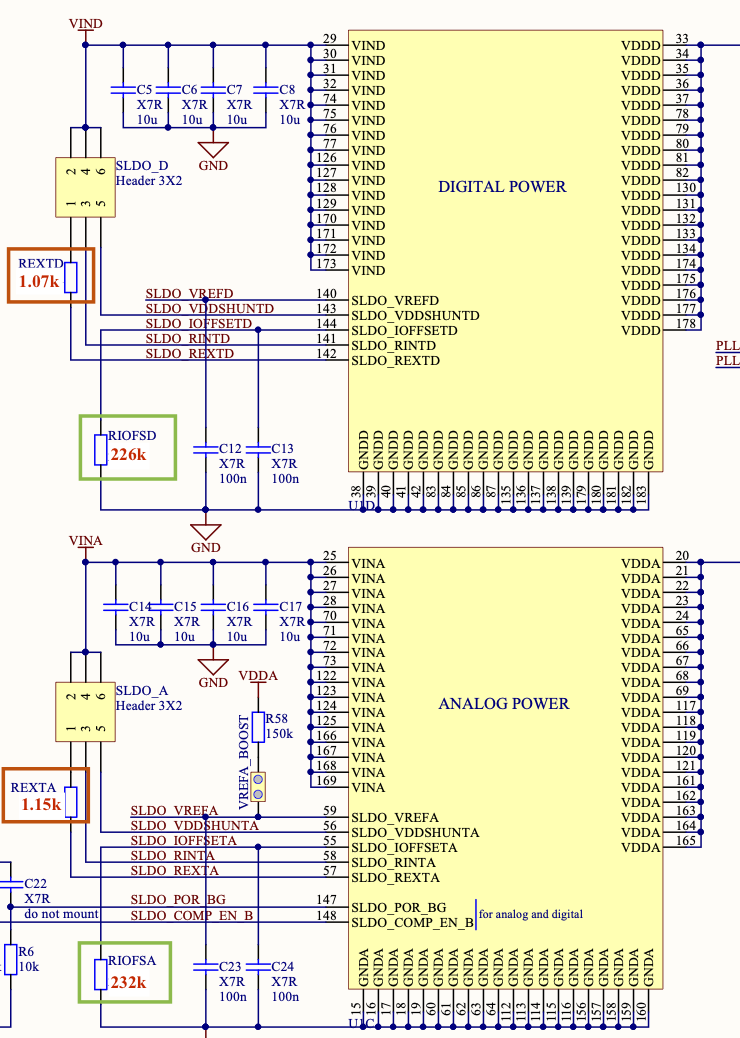 VIND
C5 C6 C7 C8
X7R X7R X7R X7R
10u 10u 10u 10u
GND
2 4 6
1 3 5
SLDO_D
Header 3X2
REXTD
1.07k
SLDO_VREFD
SLDO_VDDSHUNTD
SLDO_IOFFSETD
SLDO_RINTD
SLDO_REXTD
RIOFSD
226k
C12 C13
X7R X7R
100n 100n
GND
DIGITAL POWER
29 VIND
30 VIND
31 VIND
32 VIND
74 VIND
75 VIND
76 VIND
77 VIND
126 VIND
127 VIND
128 VIND
129 VIND
170 VIND
171 VIND
172 VIND
173 VIND
140 SLDO_VREFD
143 SLDO_VDDSHUNTD
144 SLDO_IOFFSETD
141 SLDO_RINTD
142 SLDO_REXTD
VDDD 33
VDDD 34
VDDD 35
VDDD 36
VDDD 37
VDDD 78
VDDD 79
VDDD 80
VDDD 81
VDDD 82
VDDD 130
VDDD 131
VDDD 132
VDDD 133
VDDD 134
VDDD 174
VDDD 175
VDDD 176
VDDD 177
VDDD 178
PLL
PLL
GNDD GNDD GNDD GNDD GNDD GNDD GNDD GNDD GNDD GNDD GNDD GNDD GNDD GNDD GNDD GNDD GNDD GNDD GNDD GNDD
38 39 40 41 42 83 84 85 86 87 135 136 137 138 139 179 180 181 182 183
U1D
VINA
C14 C15 C16 C17
X7R X7R X7R X7R
10u 10u 10u 10u
GND
2 4 6
1 3 5
SLDO_A
Header 3X2
VDDA
R58
150k
VREFA_BOOST
REXTA
1.15k
SLDO_VREFA
SLDO_VDDSHUNTA
SLDO_IOFFSETA
SLDO_RINTA
SLDO_REXTA
SLDO_POR_BG
SLDO_COMP_EN_B
C22
X7R
do not mount
R6
10k
RIOFSA
232k
C23 C24
X7R X7R
100n 100n
ANALOG POWER
25 VINA
26 VINA
27 VINA
28 VINA
70 VINA
71 VINA
72 VINA
73 VINA
122 VINA
123 VINA
124 VINA
125 VINA
166 VINA
167 VINA
168 VINA
169 VINA
59 SLDO_VREFA
56 SLDO_VDDSHUNTA
55 SLDO_IOFFSETA
58 SLDO_RINTA
57 SLDO_REXTA
147 SLDO_POR_BG
148 SLDO_COMP_EN_B
for analog and digital
VDDA 20
VDDA 21
VDDA 22
VDDA 23
VDDA 24
VDDA 65
VDDA 66
VDDA 67
VDDA 68
VDDA 69
VDDA 117
VDDA 118
VDDA 119
VDDA 120
VDDA 121
VDDA 161
VDDA 162
VDDA 163
VDDA 164
VDDA 165
GNDA GNDA GNDA GNDA GNDA GNDA GNDA GNDA GNDA GNDA GNDA GNDA GNDA GNDA GNDA GNDA GNDA GNDA GNDA GNDA
15 16 17 18 19 60 61 62 63 64 112 113 114 115 116 156 157 158 159 160
U1C